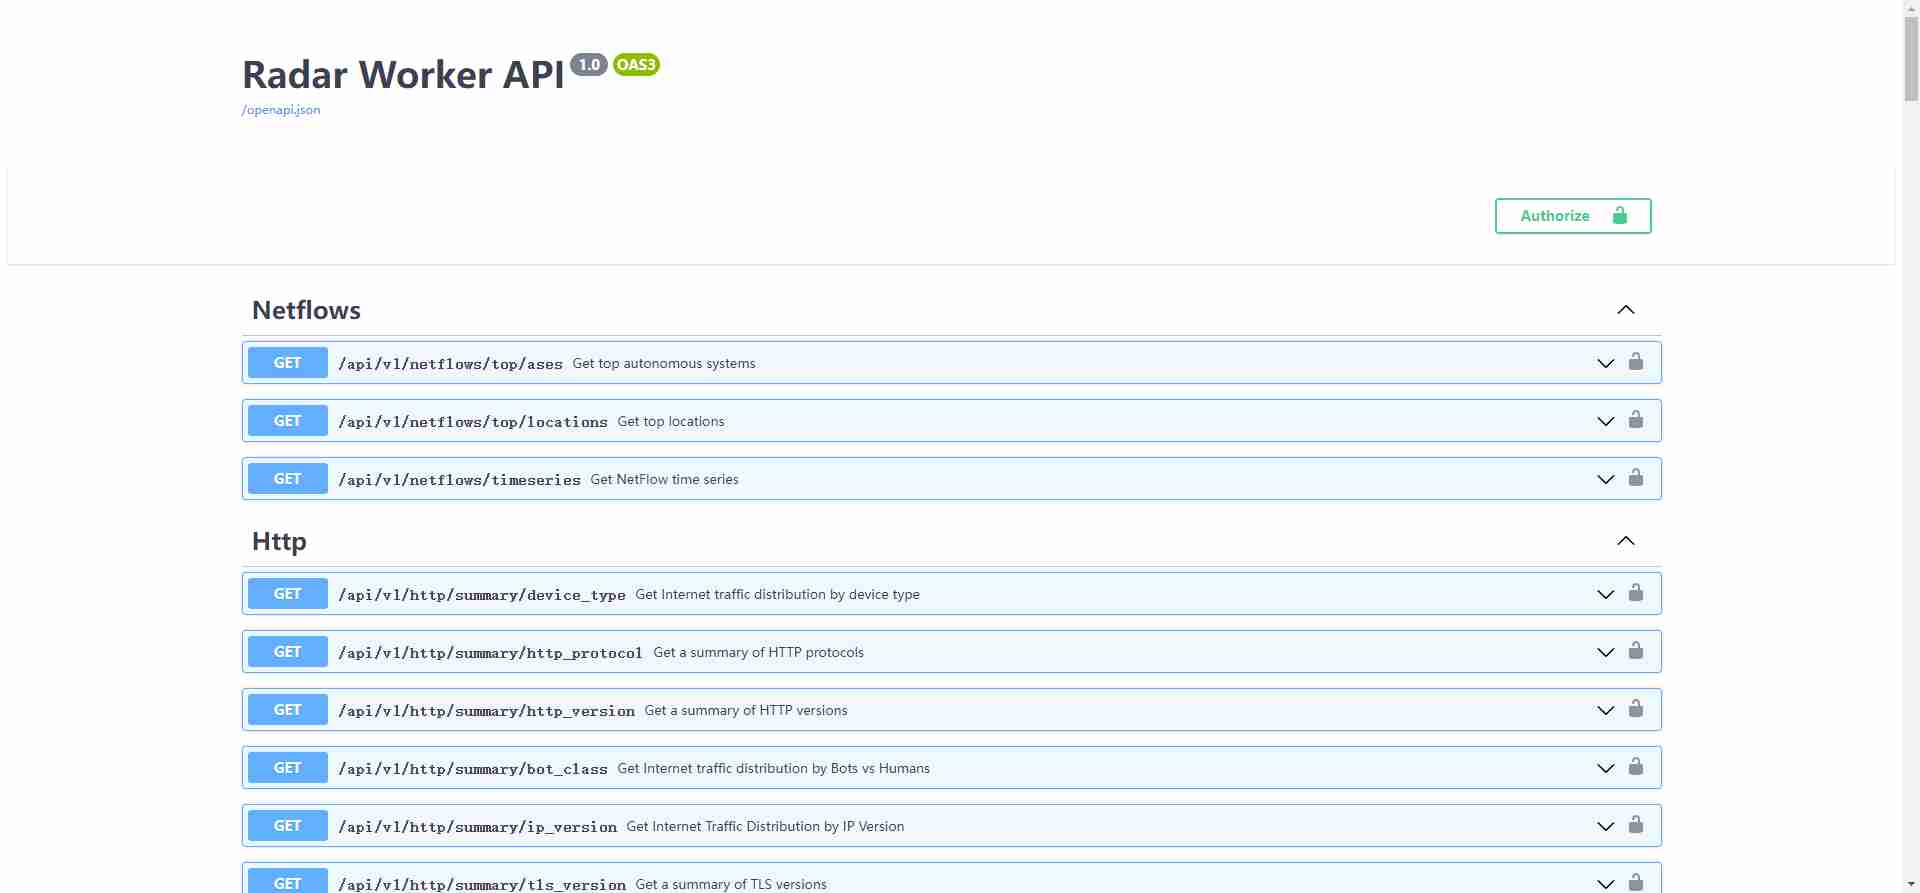 Radar Worker API 1.0 OAS3
/openapi.json
Authorize
Netflows
GET /api/v1/netflows/top/ases Get top autonomous systems
GET /api/v1/netflows/top/locations Get top locations
GET /api/v1/netflows/timeseries Get NetFlow time series
Http
GET /api/v1/http/summary/device_type Get Internet traffic distribution by device type
GET /api/v1/http/summary/http_protocol Get a summary of HTTP protocols
GET /api/v1/http/summary/http_version Get a summary of HTTP versions
GET /api/v1/http/summary/bot_class Get Internet traffic distribution by Bots vs Humans
GET /api/v1/http/summary/ip_version Get Internet Traffic Distribution by IP Version
GET /api/v1/http/summary/tls_version Get a summary of TLS versions